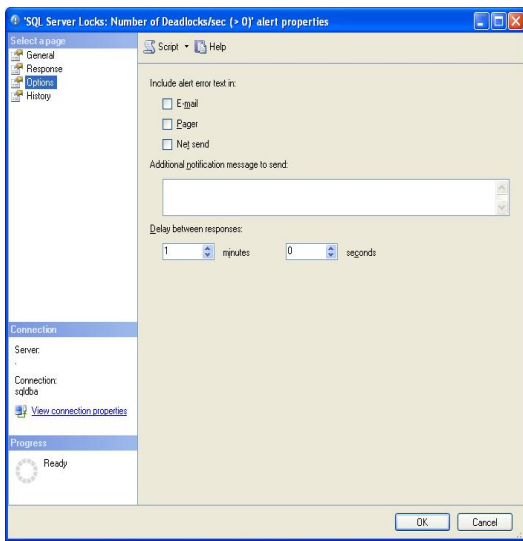 'SQL Server Locks: Number of Deadlocks/sec (> 0)' alert properties
Select a page
General
Response
Options
History
Script
Help
Include alert error text in:
E-mail
Pager
Net send
Additional notification message to send:
Delay between responses:
1 minutes 0 seconds
Connection
Server:
.
Connection:
sqldba
View connection properties
Progress
Ready
OK
Cancel